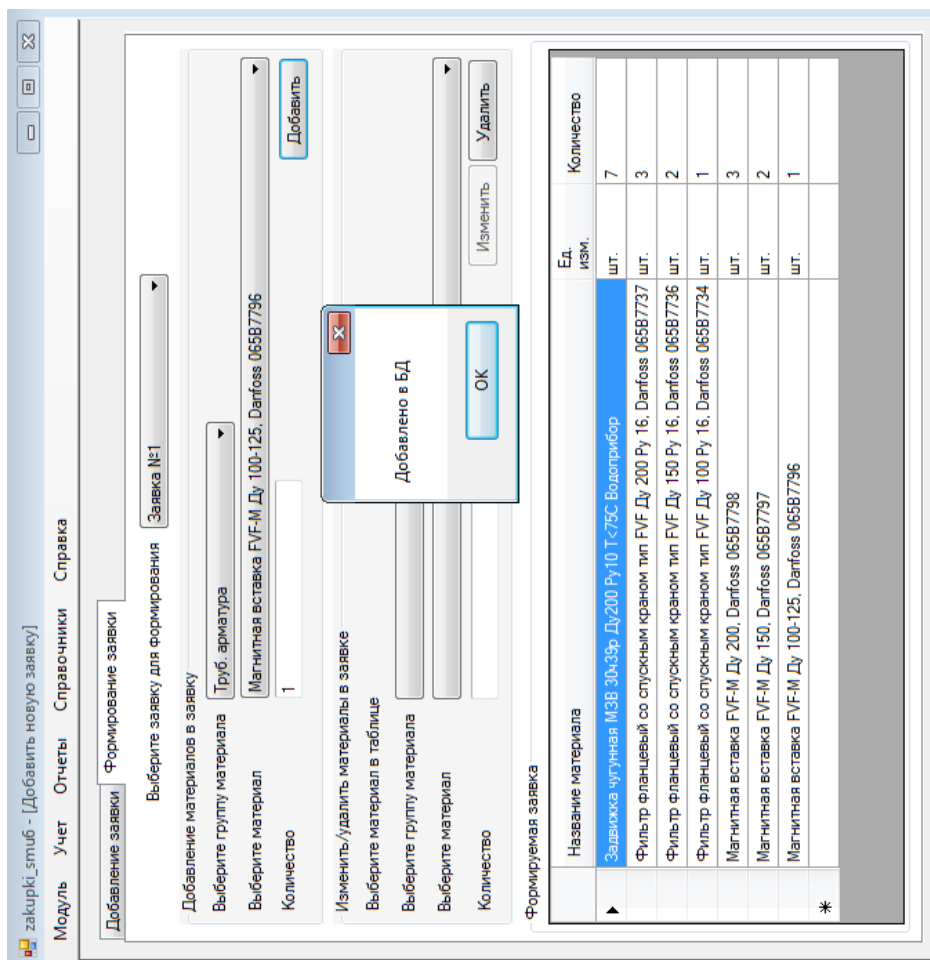 zakupki_smu6 - [Добавить новую заявку]
Модуль Учет Отчеты Справочники Справка
Добавление заявки Формирование заявки
Выберите заявку для формирования Заявка №1
Добавление материалов в заявку
Выберите группу материала Труб. арматура
Выберите материал Магнитная вставка FVF-M Ду 100-125, Danfoss 065B7796
Количество 1 Добавить
Изменить/удалить материалы в заявке
Выберите материал в таблице
Выберите группу материала
Выберите материал
Количество Изменить Удалить
Добавлено в БД
OK
Формируемая заявка
Название материала Ед. изм. Количество
Задвижка чугунная МЗВ 30ч39р Ду200 Ру10 Т<75С Водоприбор шт. 7
Фильтр фланцевый со спускным краном тип FVF Ду 200 Ру 16, Danfoss 065B7737 шт. 3
Фильтр фланцевый со спускным краном тип FVF Ду 150 Ру 16, Danfoss 065B7736 шт. 2
Фильтр фланцевый со спускным краном тип FVF Ду 100 Ру 16, Danfoss 065B7734 шт. 1
Магнитная вставка FVF-M Ду 200, Danfoss 065B7798 шт. 3
Магнитная вставка FVF-M Ду 150, Danfoss 065B7797 шт. 2
Магнитная вставка FVF-M Ду 100-125, Danfoss 065B7796 шт. 1